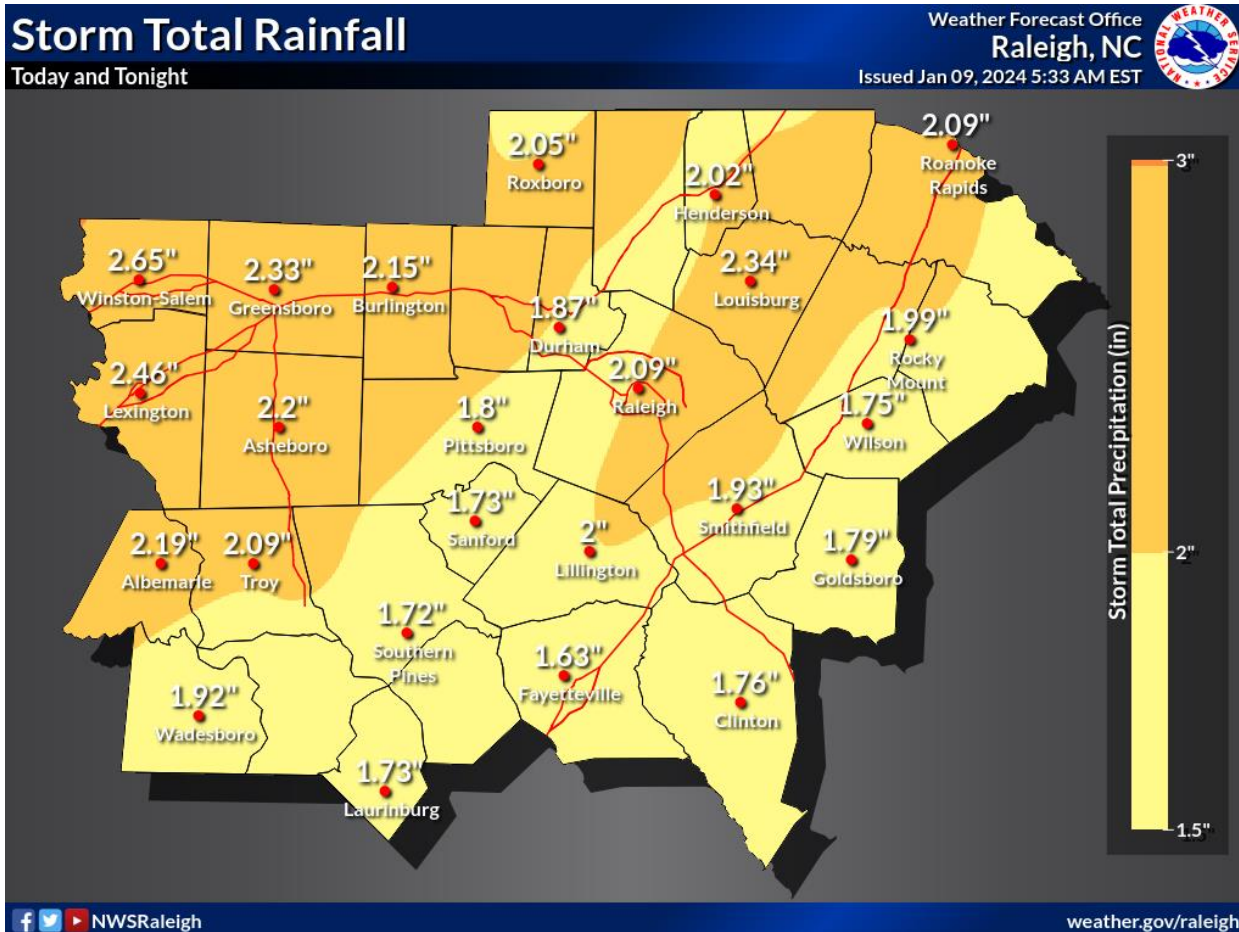 Storm Total Rainfall
Today and Tonight
Weather Forecast Office
Raleigh, NC
Issued Jan 09, 2024 5:33 AM EST
NATIONAL WEATHER SERVICE
2.09"
Roanoke
Rapids
2.05"
Roxboro
2.02"
Henderson
2.65"
Winston-Salem
2.33"
Greensboro
2.15"
Burlington
2.34"
Louisburg
1.87"
Durham
1.99"
Rocky
Mount
2.46"
Lexington
2.2"
Asheboro
1.8"
Pittsboro
2.09"
Raleigh
1.75"
Wilson
1.73"
Sanford
1.93"
Smithfield
2.19"
Albemarle
2.09"
Troy
2"
Lillington
1.79"
Goldsboro
1.72"
Southern
Pines
1.63"
Fayetteville
1.76"
Clinton
1.92"
Wadesboro
1.73"
Laurinburg
Storm Total Precipitation (in)
3"
2"
1.5"
NWSRaleigh
weather.gov/raleigh